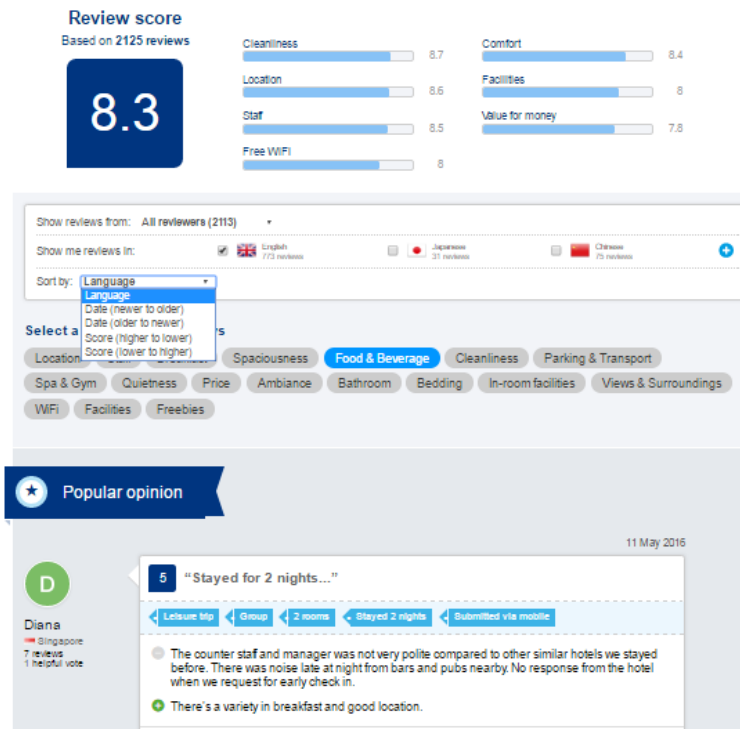 Review score
Based on 2125 reviews
8.3
Cleanliness
8.7
Comfort
8.4
Location
8.6
Facilities
8
Staff
8.5
Value for money
7.8
Free WiFi
8
Show reviews from: All reviewers (2113)
Show me reviews in: English Japanese Chinese
773 reviews 31 reviews 75 reviews
Sort by: Language
Language
Date (newer to older)
Date (older to newer)
Score (higher to lower)
Score (lower to higher)
Select a s
Location Spaciousness Food & Beverage Cleanliness Parking & Transport
Spa & Gym Quietness Price Ambiance Bathroom Bedding In-room facilities Views & Surroundings
WiFi Facilities Freebies
Popular opinion
11 May 2016
D
Diana
Singapore
7 reviews
1 helpful vote
5 “Stayed for 2 nights...”
Leisure trip Group 2 rooms Stayed 2 nights Submitted via mobile
The counter staf and manager was not very polite compared to other similar hotels we stayed
before. There was noise late at night from bars and pubs nearby. No response from the hotel
when we request for early check in.
There's a variety in breakfast and good location.